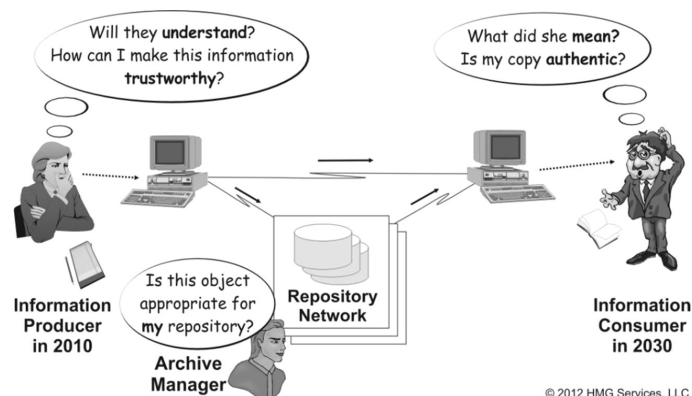 Will they understand?
How can I make this information
trustworthy?
What did she mean?
Is my copy authentic?
Is this object
appropriate for
my repository?
Repository
Network
Information
Producer
in 2010
Archive
Manager
Information
Consumer
in 2030
© 2012 HMG Services, LLC